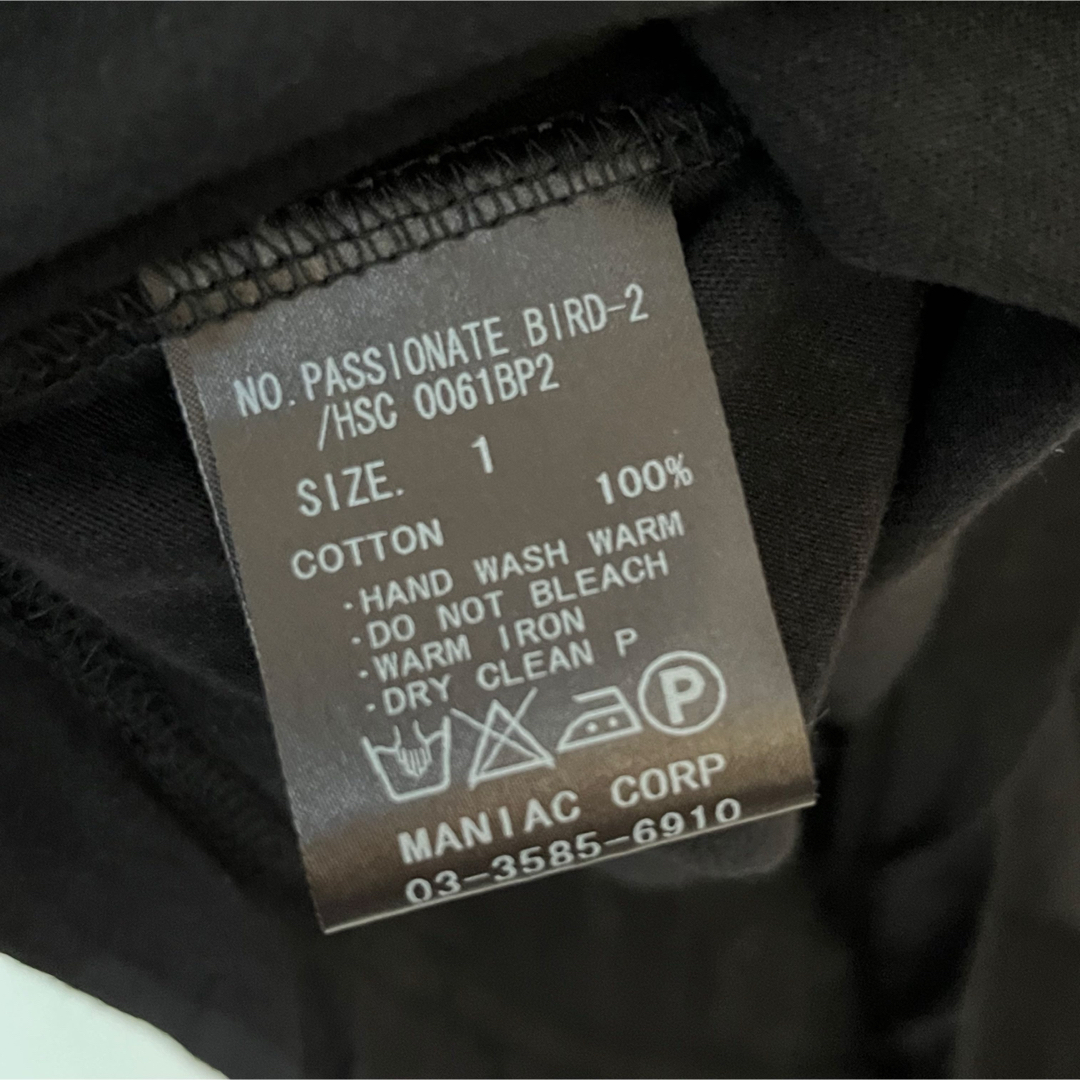 NO.PASSIONATE BIRD-2
/HSC 0061BP2
SIZE. 1
COTTON 100%
·HAND WASH WARM
·DO NOT BLEACH
·WARM IRON
·DRY CLEAN P
P
MANIAC CORP
03-3585-6910